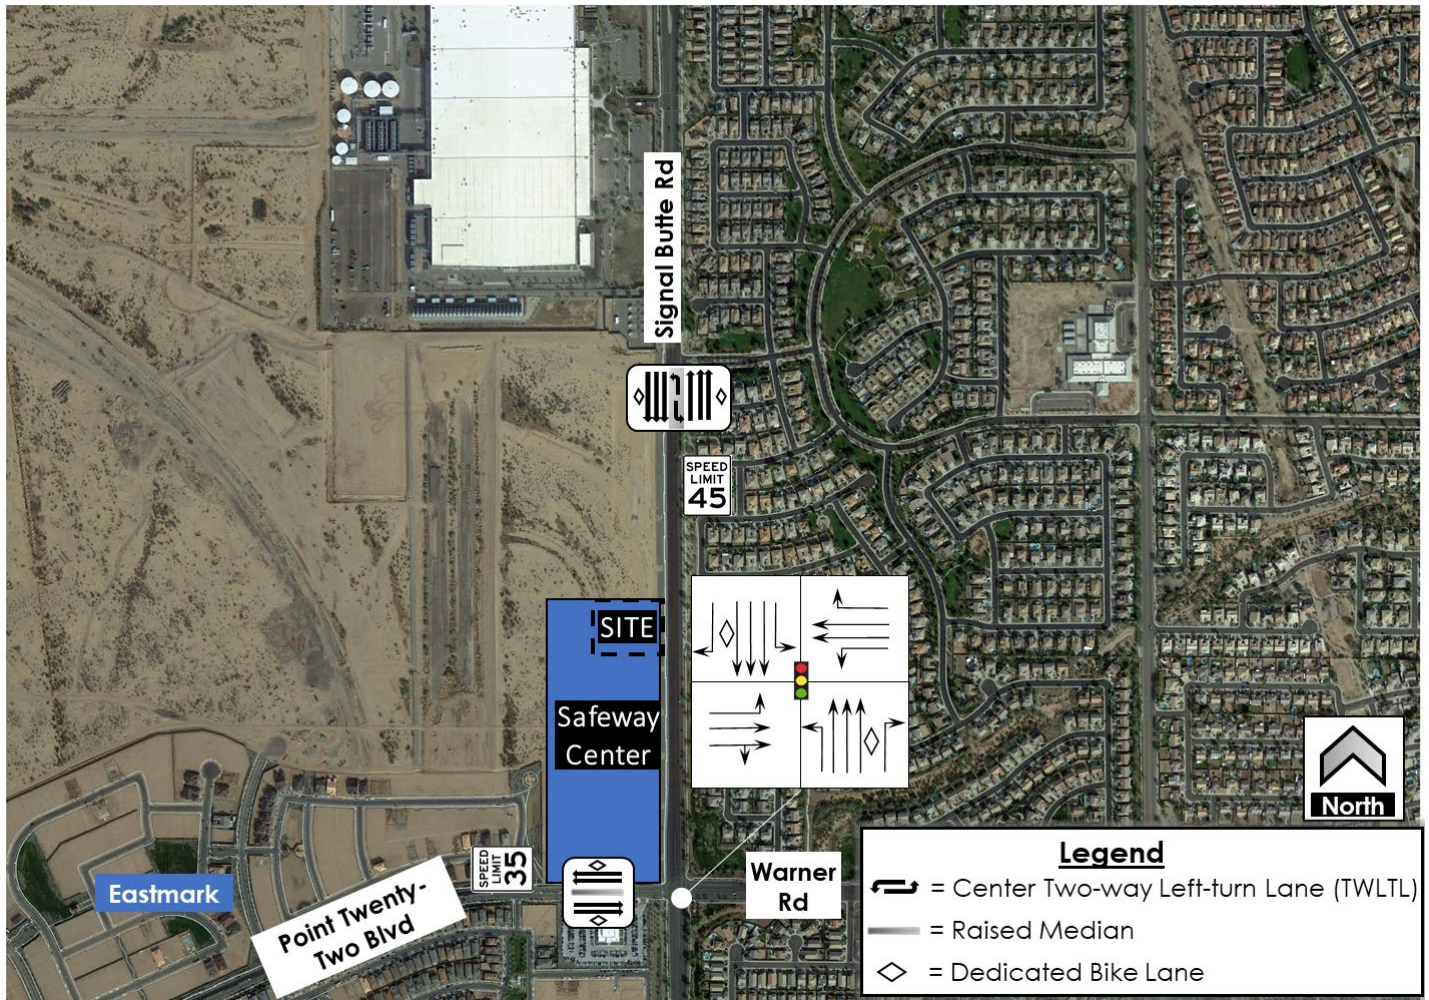 Signal Butte Rd
SPEED
LIMIT
45
SITE
Safeway
Center
SPEED
LIMIT
35
Eastmark
Point Twenty-
Two Blvd
Warner
Rd
North
Legend
= Center Two-way Left-turn Lane (TWLTL)
= Raised Median
= Dedicated Bike Lane